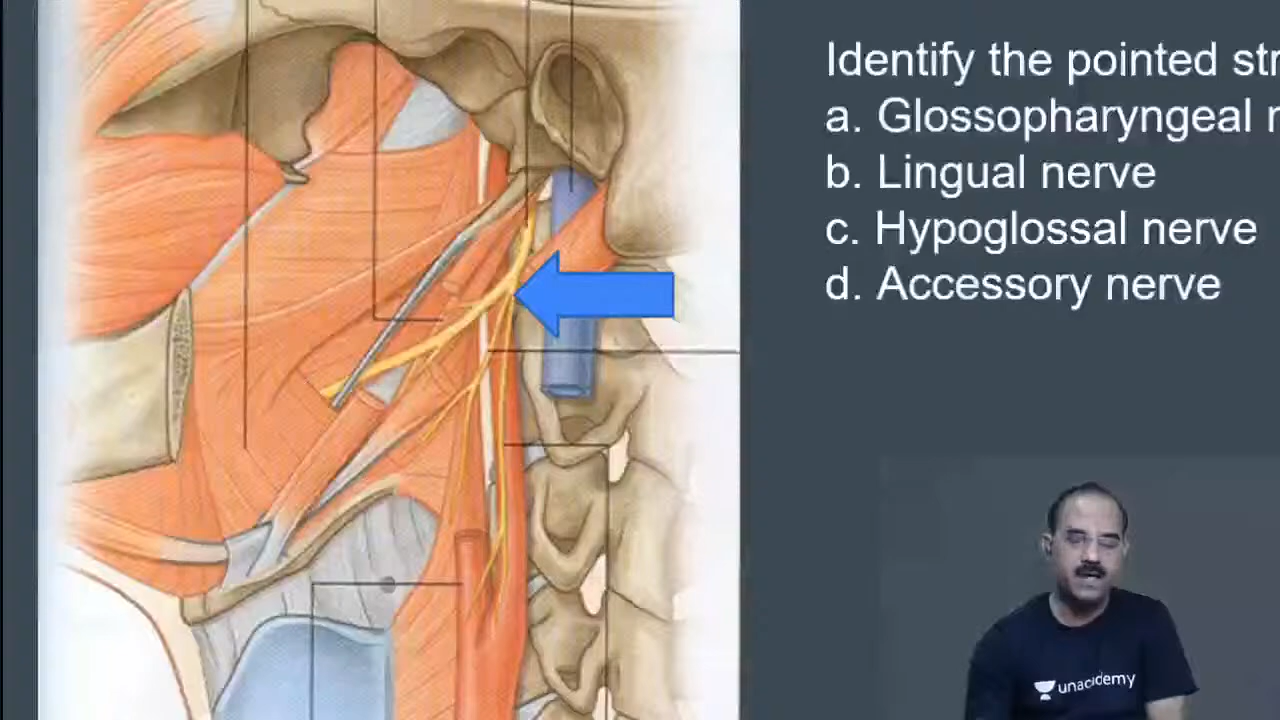 Identify the pointed str
a. Glossopharyngeal r
b. Lingual nerve
c. Hypoglossal nerve
d. Accessory nerve
unacademy